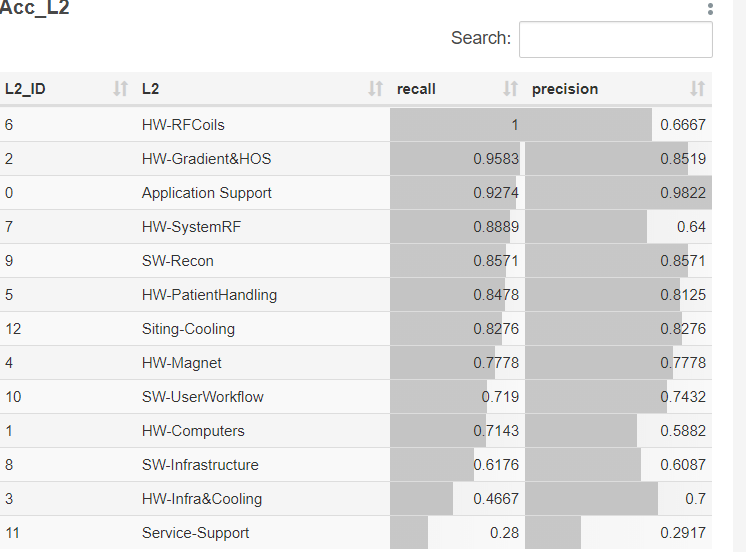 Acc_L2
Search:
L2_ID L2 recall precision
6 HW-RFCoils 1 0.6667
2 HW-Gradient&HOS 0.9583 0.8519
0 Application Support 0.9274 0.9822
7 HW-SystemRF 0.8889 0.64
9 SW-Recon 0.8571 0.8571
5 HW-PatientHandling 0.8478 0.8125
12 Siting-Cooling 0.8276 0.8276
4 HW-Magnet 0.7778 0.7778
10 SW-UserWorkflow 0.719 0.7432
1 HW-Computers 0.7143 0.5882
8 SW-Infrastructure 0.6176 0.6087
3 HW-Infra&Cooling 0.4667 0.7
11 Service-Support 0.28 0.2917